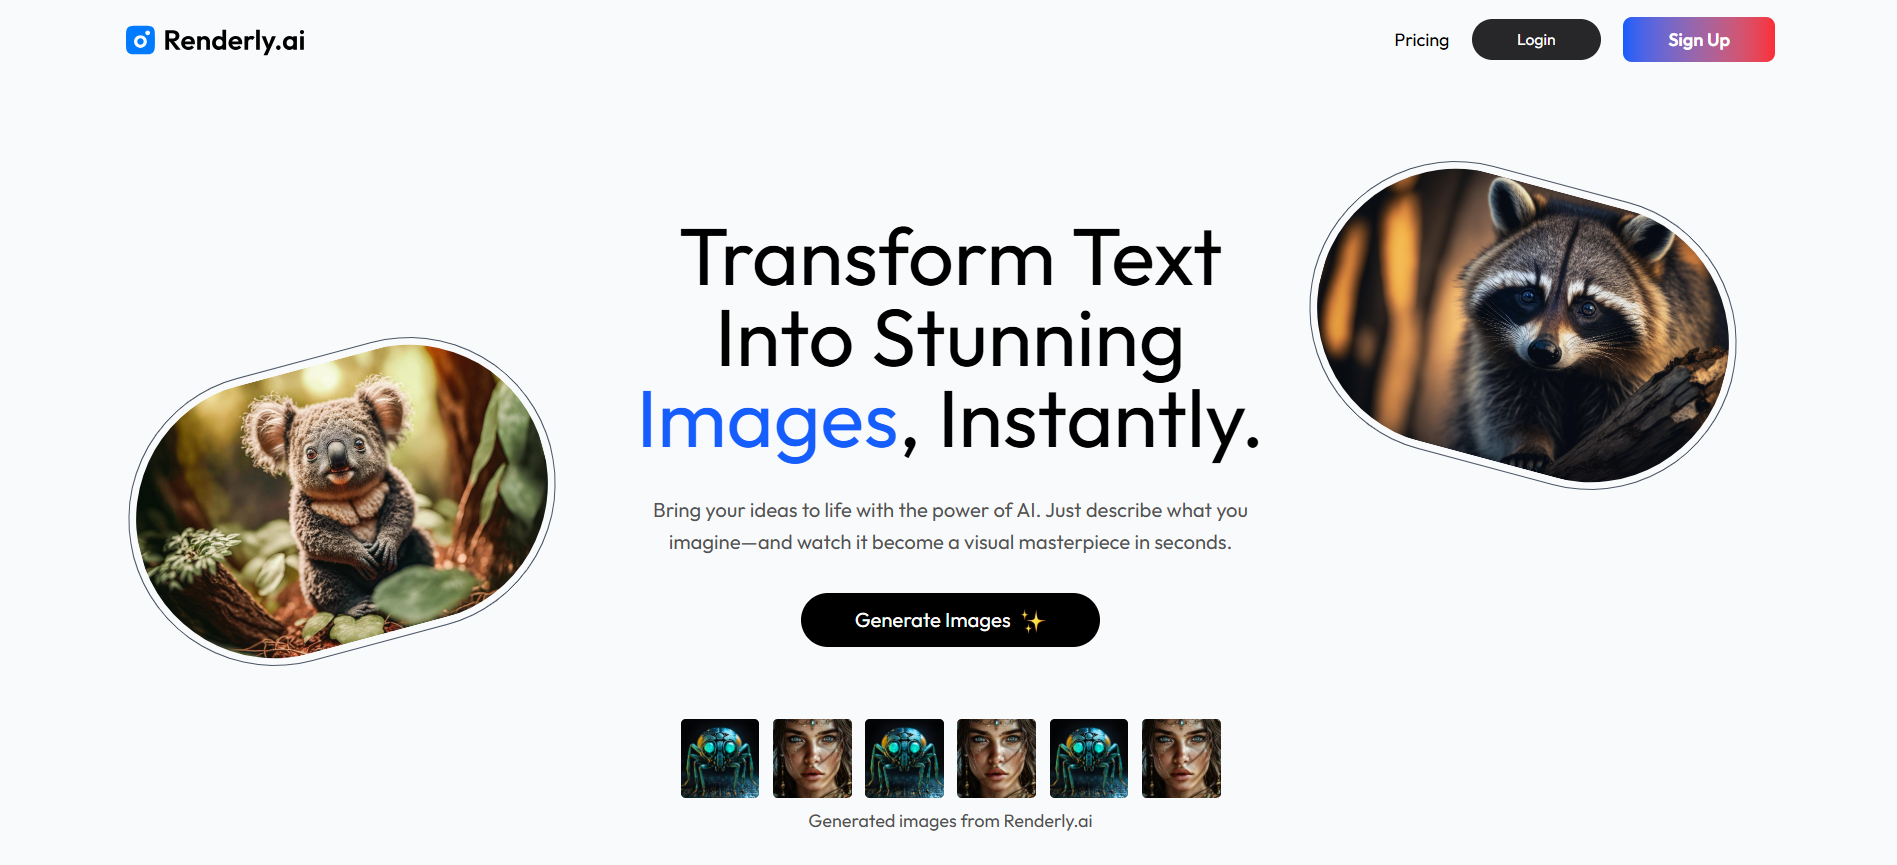 Renderly.ai
Pricing
Login
Sign Up
Transform Text
Into Stunning
Images, Instantly.
Bring your ideas to life with the power of AI. Just describe what you
imagine—and watch it become a visual masterpiece in seconds.
Generate Images ✨
Generated images from Renderly.ai